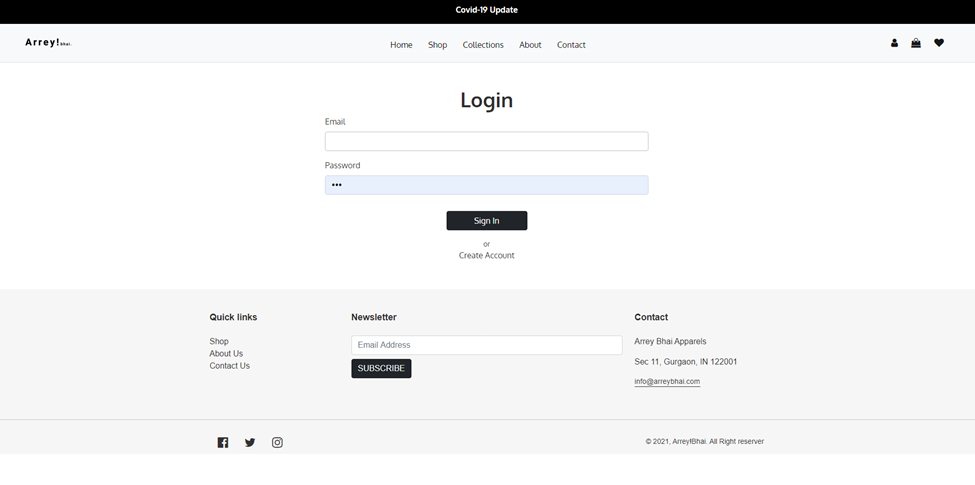 Covid-19 Update
Arrey!bhai.
Home Shop Collections About Contact
Login
Email
Password
•••
Sign In
or
Create Account
Quick links
Shop
About Us
Contact Us
Newsletter
Email Address
SUBSCRIBE
Contact
Arrey Bhai Apparels
Sec 11, Gurgaon, IN 122001
info@arreybhai.com
© 2021, Arrey!Bhai. All Right reserver